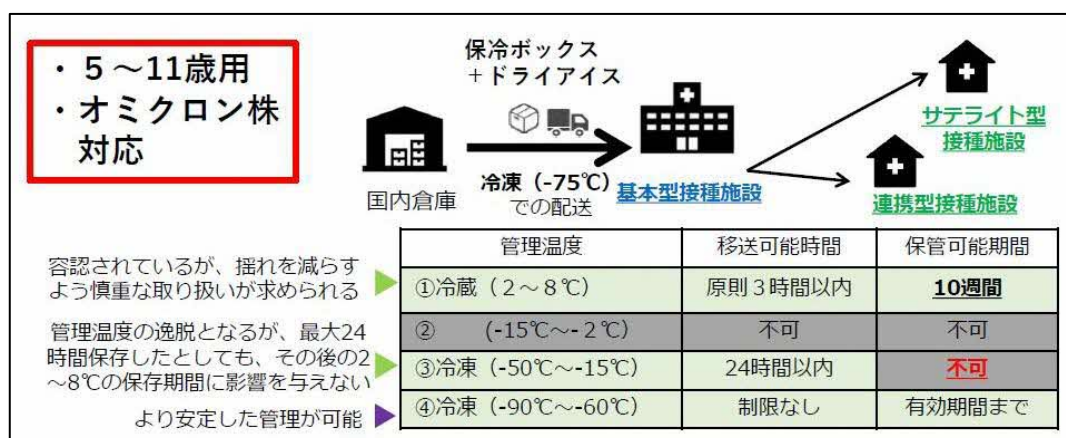 ・５～11歳用
・オミクロン株
対応
保冷ボックス
＋ドライアイス
国内倉庫
冷凍（-75℃）
での配送
基本型接種施設
サテライト型
接種施設
連携型接種施設
管理温度 移送可能時間 保管可能期間
容認されているが、揺れを減らす
よう慎重な取り扱いが求められる
①冷蔵（２～８℃） 原則３時間以内 10週間
管理温度の逸脱となるが、最大24
時間保存したとしても、その後の2
～8℃の保存期間に影響を与えない
② (-15℃～-２℃) 不可 不可
③冷凍（-50℃～-15℃） 24時間以内 不可
より安定した管理が可能
④冷凍（-90℃～-60℃） 制限なし 有効期間まで